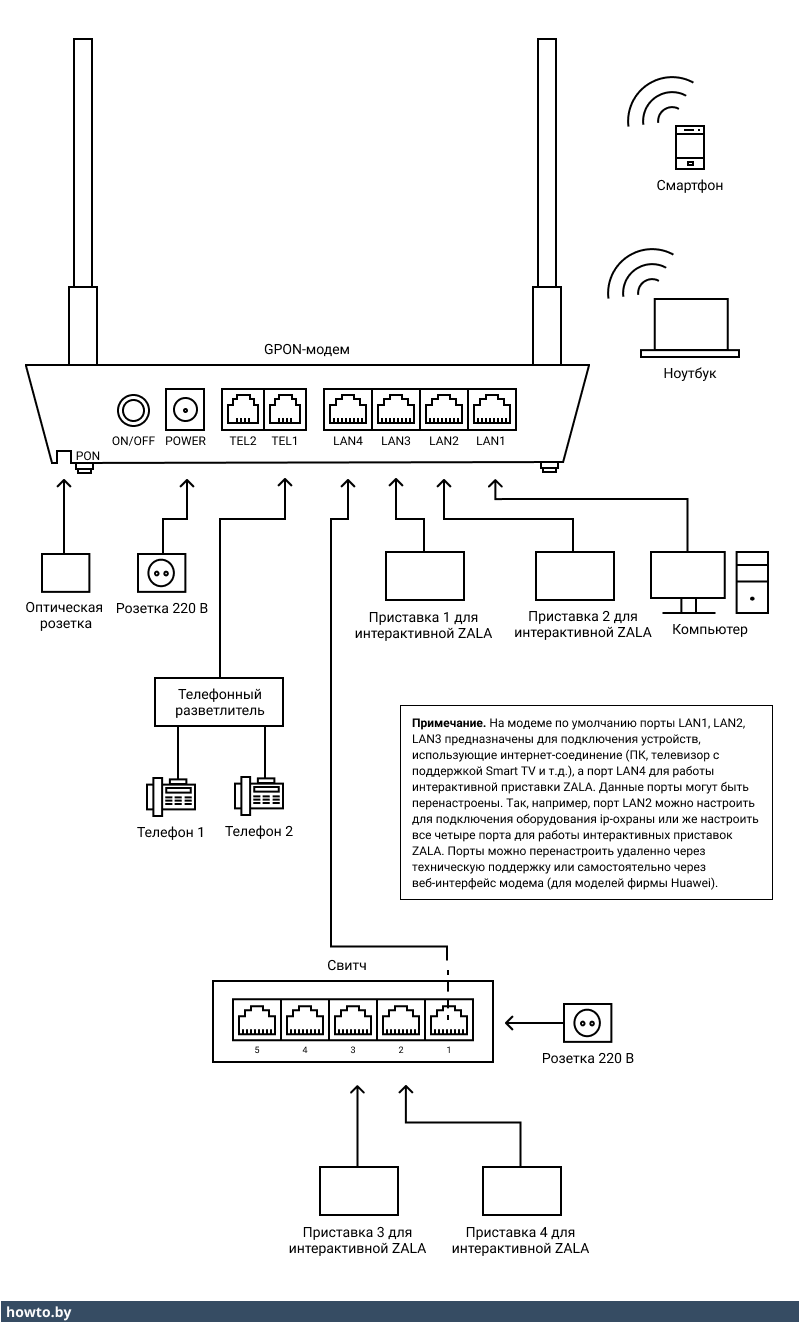 Смартфон
GPON-модем
Ноутбук
ON/OFF POWER TEL2 TEL1 LAN4 LAN3 LAN2 LAN1
PON
Оптическая
розетка
Розетка 220 В
Приставка 1 для
интерактивной ZALA
Приставка 2 для
интерактивной ZALA
Компьютер
Телефонный
разветлитель
Телефон 1
Телефон 2
Примечание. На модеме по умолчанию порты LAN1, LAN2,
LAN3 предназначены для подключения устройств,
использующие интернет-соединение (ПК, телевизор с
поддержкой Smart TV и т.д.), а порт LAN4 для работы
интерактивной приставки ZALA. Данные порты могут быть
перенастроены. Так, например, порт LAN2 можно настроить
для подключения оборудования ip-охраны или же настроить
все четыре порта для работы интерактивных приставок
ZALA. Порты можно перенастроить удаленно через
техническую поддержку или самостоятельно через
веб-интерфейс модема (для моделей фирмы Huawei).
Свитч
5 4 3 2 1
Розетка 220 В
Приставка 3 для
интерактивной ZALA
Приставка 4 для
интерактивной ZALA
howto.by